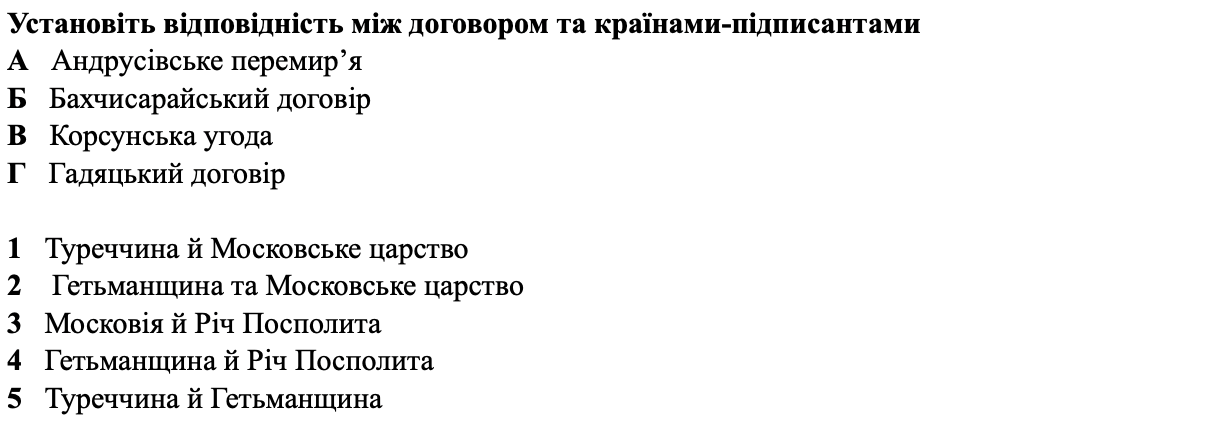 Установіть відповідність між договором та країнами-підписантами
А Андрусівське перемир’я
Б Бахчисарайський договір
В Корсунська угода
Г Гадяцький договір
1 Туреччина й Московське царство
2 Гетьманщина та Московське царство
3 Московія й Річ Посполита
4 Гетьманщина й Річ Посполита
5 Туреччина й Гетьманщина